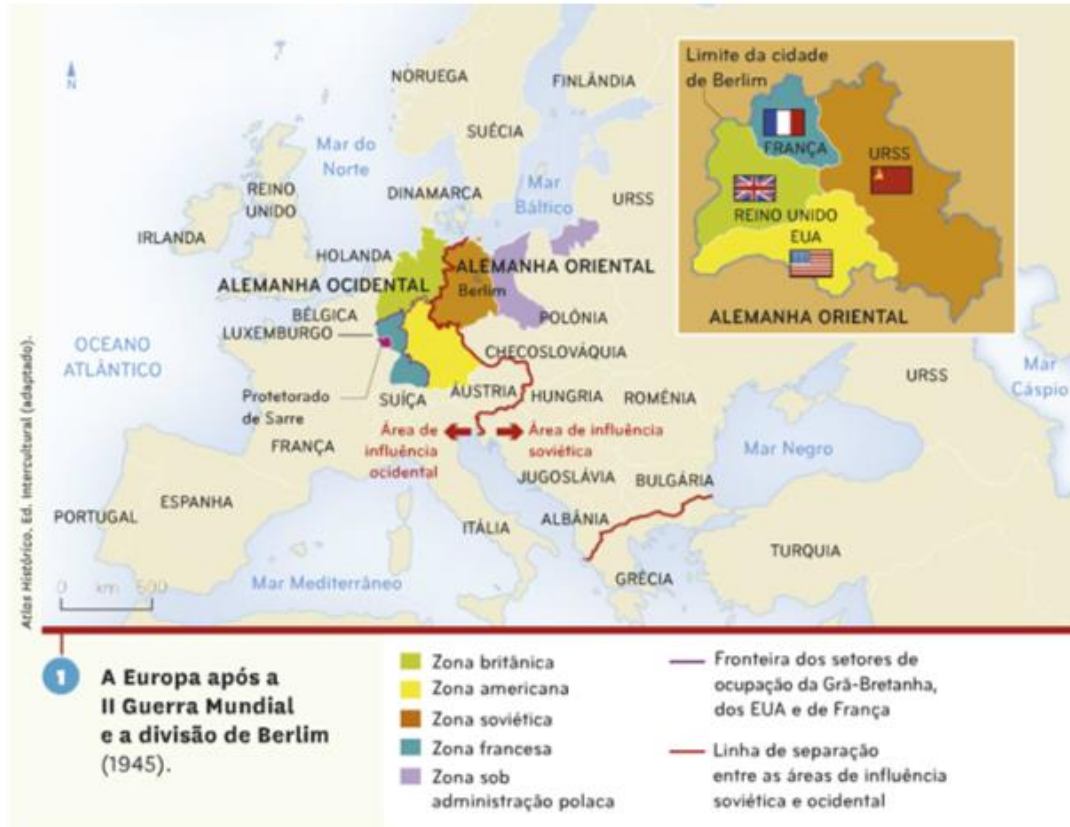 N
NORUEGA
FINLÂNDIA
SUÉCIA
Mar do
Norte
DINAMARCA
Mar
Báltico
URSS
REINO
UNIDO
IRLANDA
HOLANDA
ALEMANHA ORIENTAL
ALEMANHA OCIDENTAL
Berlim
BÉLGICA
LUXEMBURGO
POLÓNIA
OCEANO
ATLÂNTICO
CHECOSLOVÁQUIA
URSS
Mar
Cáspio
Protetorado
de Sarre
SUÍÇA
ÁUSTRIA
HUNGRIA
ROMÉNIA
FRANÇA
Área de
influência
ocidental
Área de influência
soviética
Mar Negro
JUGOSLÁVIA
BULGÁRIA
ESPANHA
PORTUGAL
ITÁLIA
ALBÂNIA
TURQUIA
GRÉCIA
Mar Mediterrâneo
0 km 500
Limite da cidade
de Berlim
FRANÇA
URSS
REINO UNIDO
EUA
ALEMANHA ORIENTAL
Atlas Histórico, Ed. Intercultural (adaptado).
1
A Europa após a
II Guerra Mundial
e a divisão de Berlim
(1945).
Zona britânica
Zona americana
Zona soviética
Zona francesa
Zona sob
administração polaca
Fronteira dos setores de
ocupação da Grã-Bretanha,
dos EUA e de França
Linha de separação
entre as áreas de influência
soviética e ocidental